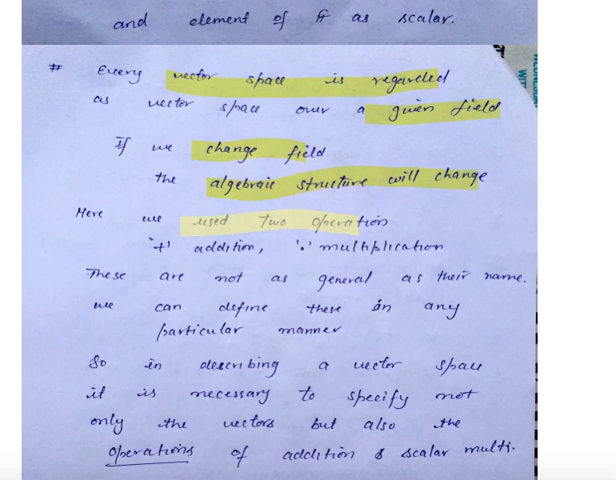 and element of F as scalar.
# Every vector space is regarded
as vector space over a given field
If we change field
the algebraic structure will change
Here we used two operation
'+' addition, '.' multiplication
These are not as general as their name.
we can define these in any
particular manner
So in describing a vector space
it is necessary to specify not
only the vectors but also the
operations of addition & scalar multi.